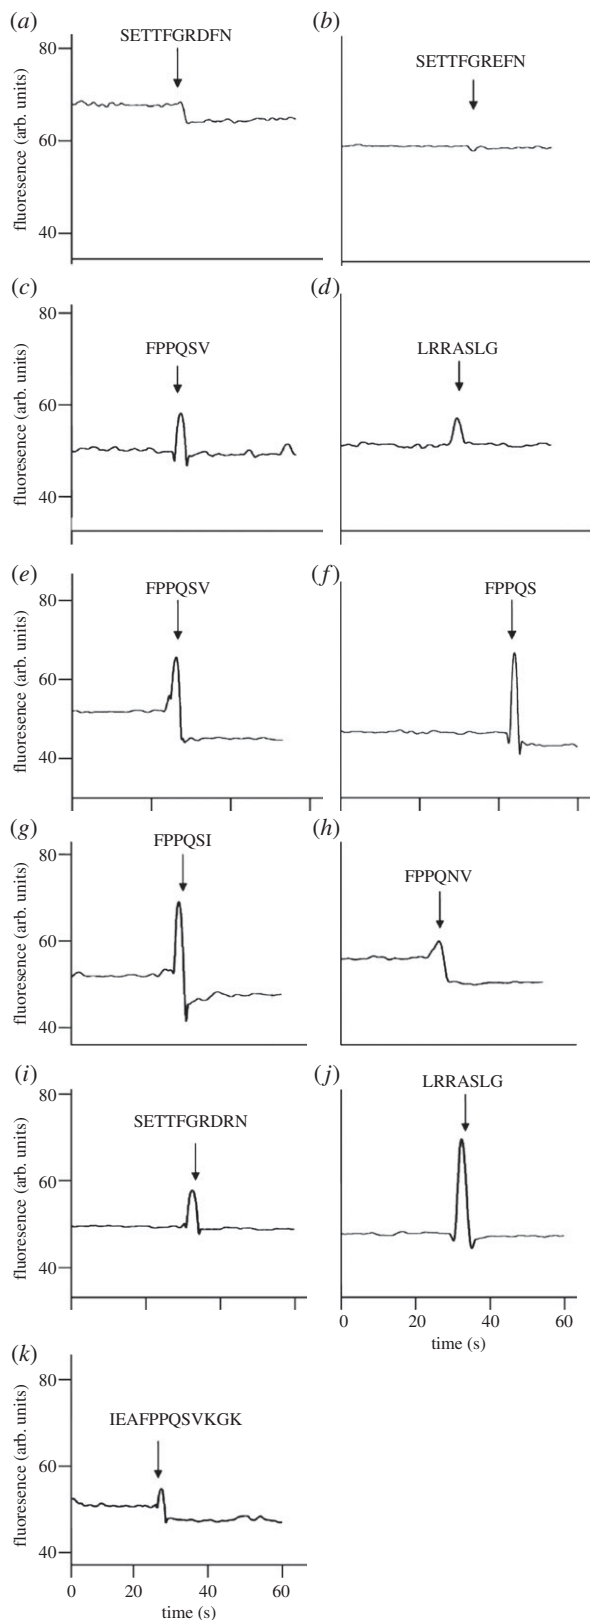 (a)
SETTFGRDFN
(b)
SETTFGREFN
80
60
40
fluoresence (arb. units)
(c)
FPPQSV
(d)
LRRASLG
80
60
40
fluoresence (arb. units)
(e)
FPPQSV
(f)
FPPQS
80
60
40
fluoresence (arb. units)
(g)
FPPQSI
(h)
FPPQNV
80
60
40
fluoresence (arb. units)
(i)
SETTFGRDRN
(j)
LRRASLG
80
60
40
fluoresence (arb. units)
0 20 40 60
time (s)
(k)
IEAFPPQSVKGK
80
60
40
fluoresence (arb. units)
0 20 40 60
time (s)